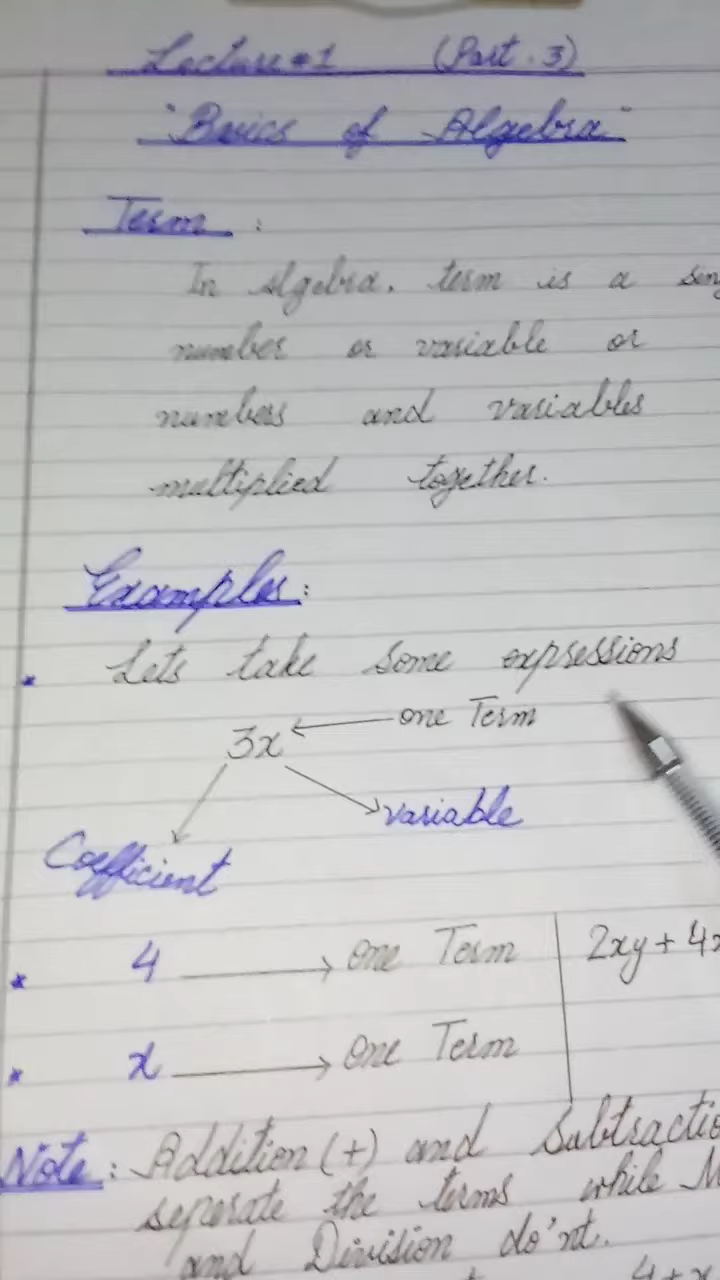 Lecture #1 (Part . 3)
"Basics of Algebra"
Term :
In Algebra, term is a
number or variable or
numbers and variables
multiplied together.
Examples:
Lets take some expressions
3x one Term
variable
Coefficient
4 → One Term
2xy + 4
x → One Term
Note: Addition (+) and Subtractio
seperate the terms while M
and Division do'nt.
4 + x